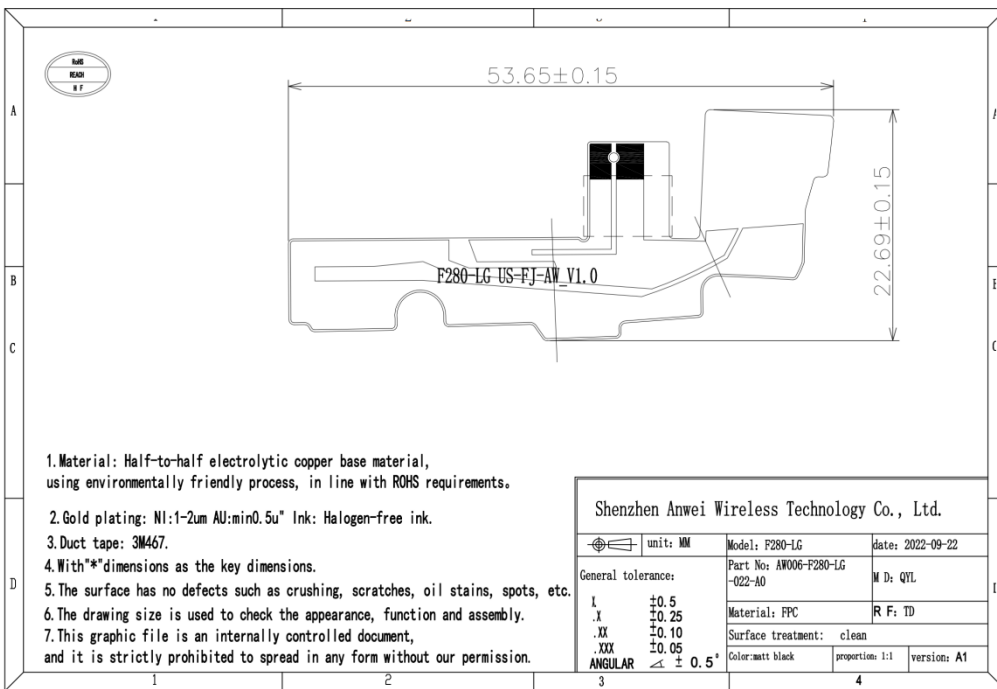 RoHS
REACH
H F
53.65±0.15
22.69±0.15
F280-LG US-FJ-AW_V1.0
A
B
C
D
A
1.Material: Half-to-half electrolytic copper base material,
using environmentally friendly process, in line with ROHS requirements。
2.Gold plating: NI:1-2um AU:min0.5u" Ink: Halogen-free ink.
3.Duct tape: 3M467.
4.With"*"dimensions as the key dimensions.
5.The surface has no defects such as crushing, scratches, oil stains, spots, etc.
6.The drawing size is used to check the appearance, function and assembly.
7.This graphic file is an internally controlled document,
and it is strictly prohibited to spread in any form without our permission.
Shenzhen Anwei Wireless Technology Co., Ltd.
unit: MM
Model: F280-LG
date: 2022-09-22
General tolerance:
Part No: AW006-F280-LG
-022-A0
M D: QYL
X ±0.5
.X ±0.25
.XX ±0.10
.XXX ±0.05
ANGULAR ∠ ± 0.5°
Material: FPC
R F: TD
Surface treatment: clean
Color:matt black
proportion: 1:1
version: A1
1
2
3
4